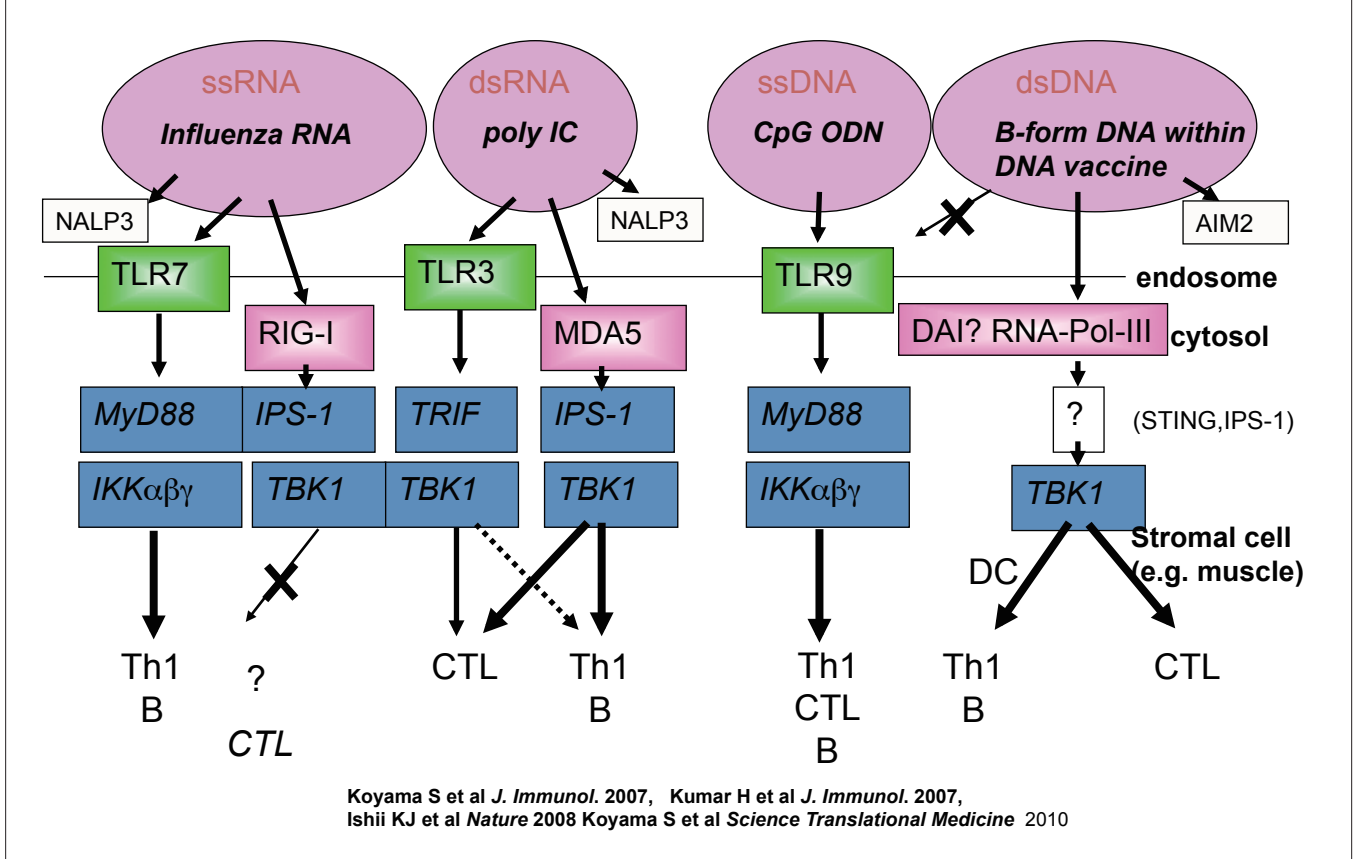 ssRNA
Influenza RNA
dsRNA
poly IC
ssDNA
CpG ODN
dsDNA
B-form DNA within
DNA vaccine
NALP3
NALP3
AIM2
TLR7
TLR3
TLR9
endosome
RIG-I
MDA5
DAI? RNA-Pol-III
cytosol
MyD88
IPS-1
TRIF
IPS-1
MyD88
?
(STING,IPS-1)
IKKαβγ
TBK1
TBK1
TBK1
IKKαβγ
TBK1
Stromal cell
(e.g. muscle)
DC
Th1
B
?
CTL
CTL
Th1
B
Th1
CTL
B
Th1
B
CTL
Koyama S et al J. Immunol. 2007, Kumar H et al J. Immunol. 2007,
Ishii KJ et al Nature 2008 Koyama S et al Science Translational Medicine 2010